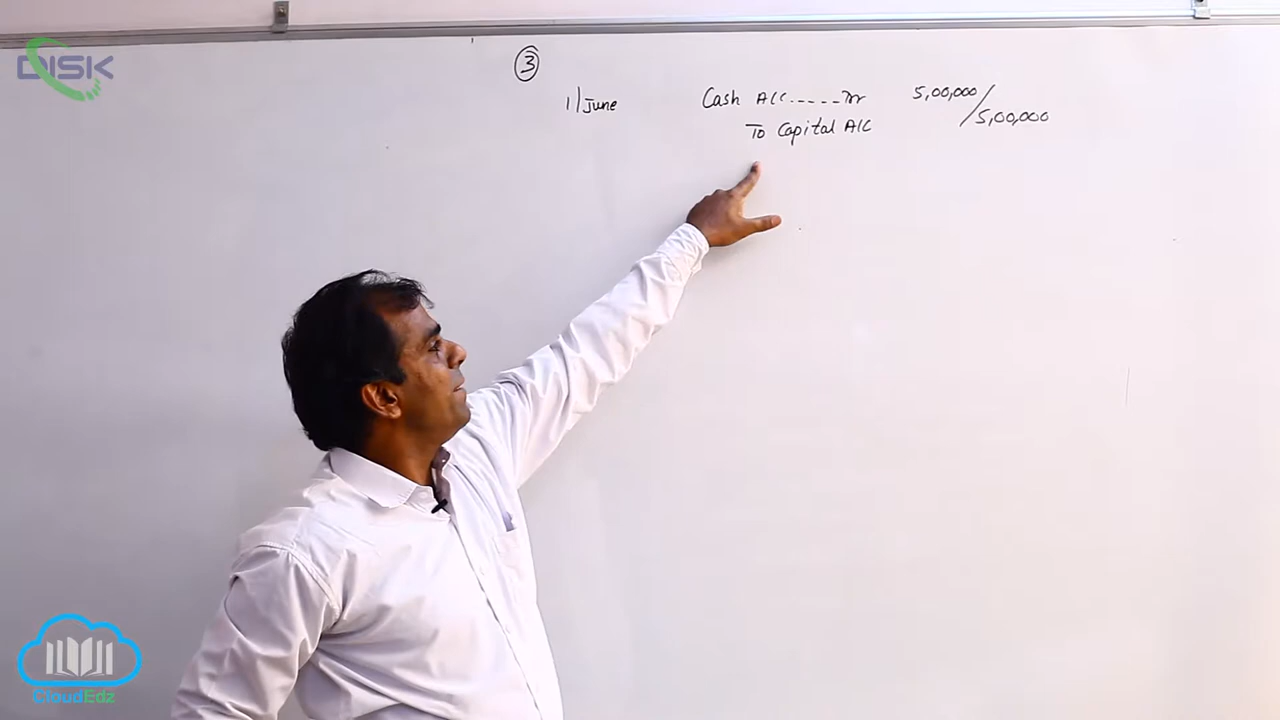 DISK
3
1/June Cash A/C.....Dr 5,00,000/
To Capital A/C 5,00,000
CloudEdz